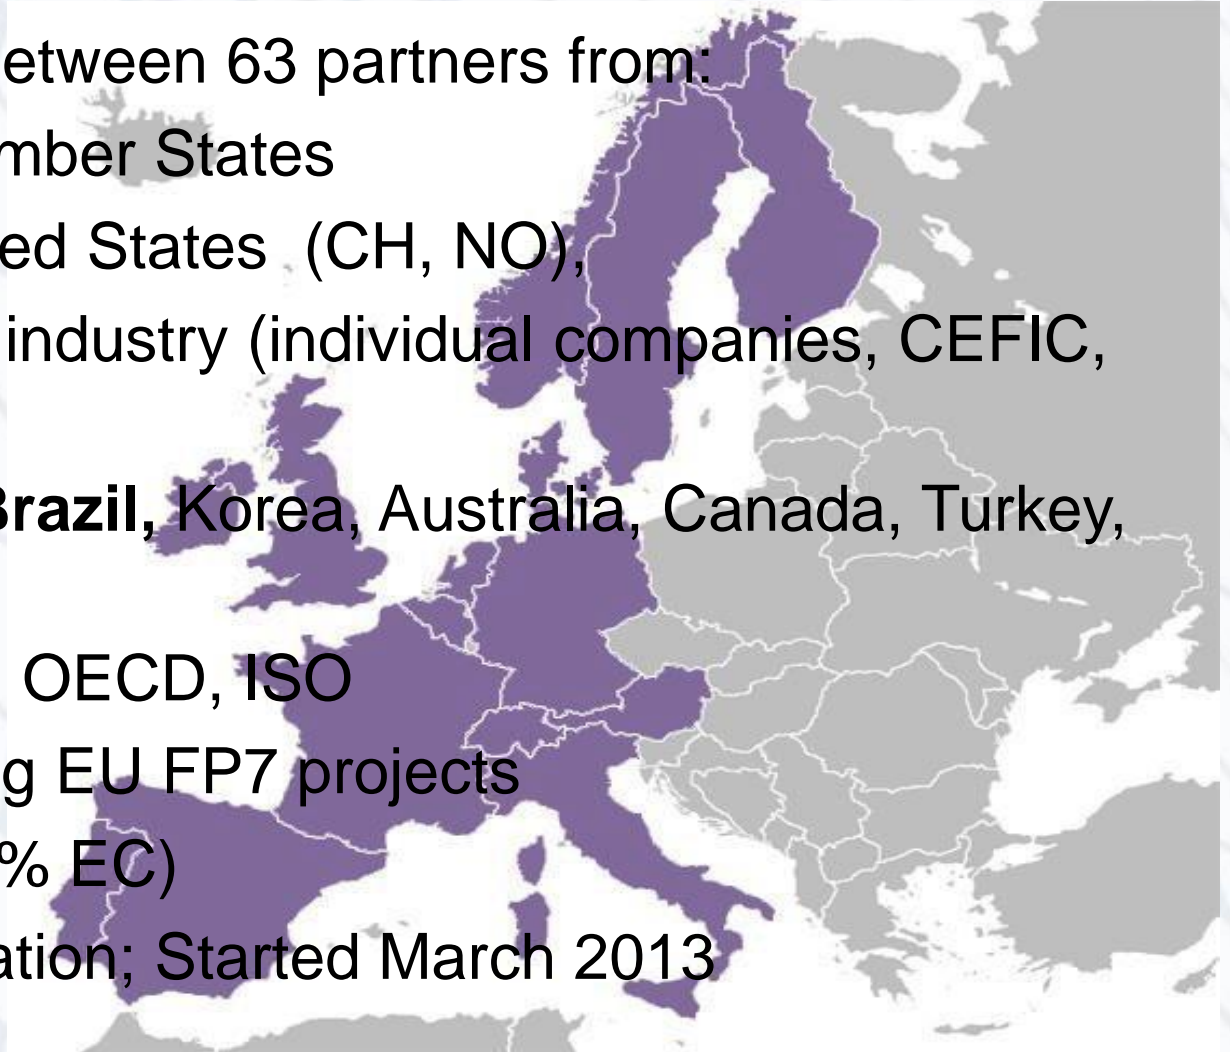 etween 63 partners from:
mber States
ed States (CH, NO),
industry (individual companies, CEFIC,
Brazil, Korea, Australia, Canada, Turkey,
OECD, ISO
g EU FP7 projects
% EC)
ation; Started March 2013